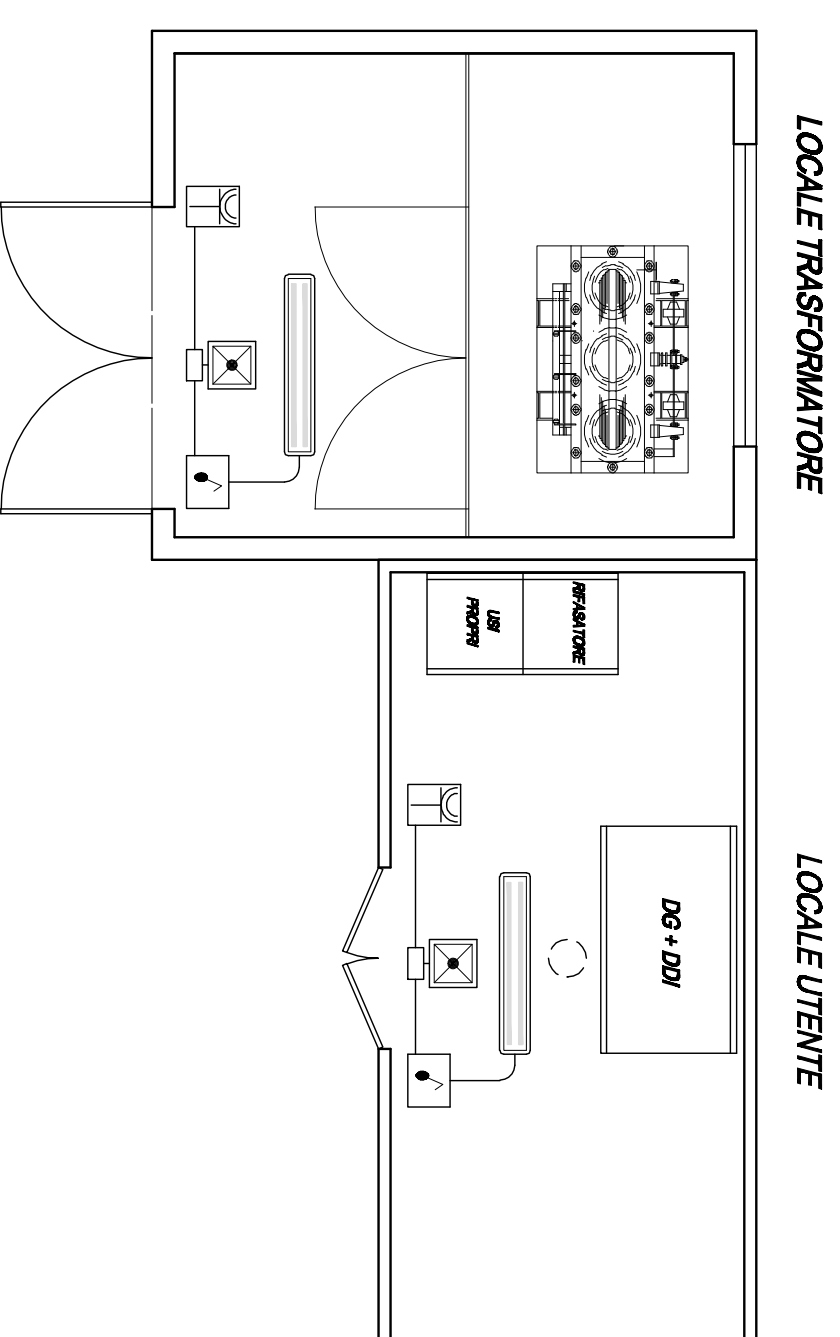 LOCALE TRASFORMATORE
LOCALE UTENTE
RIFASATORE
USI
PROPRI
DG + DDI